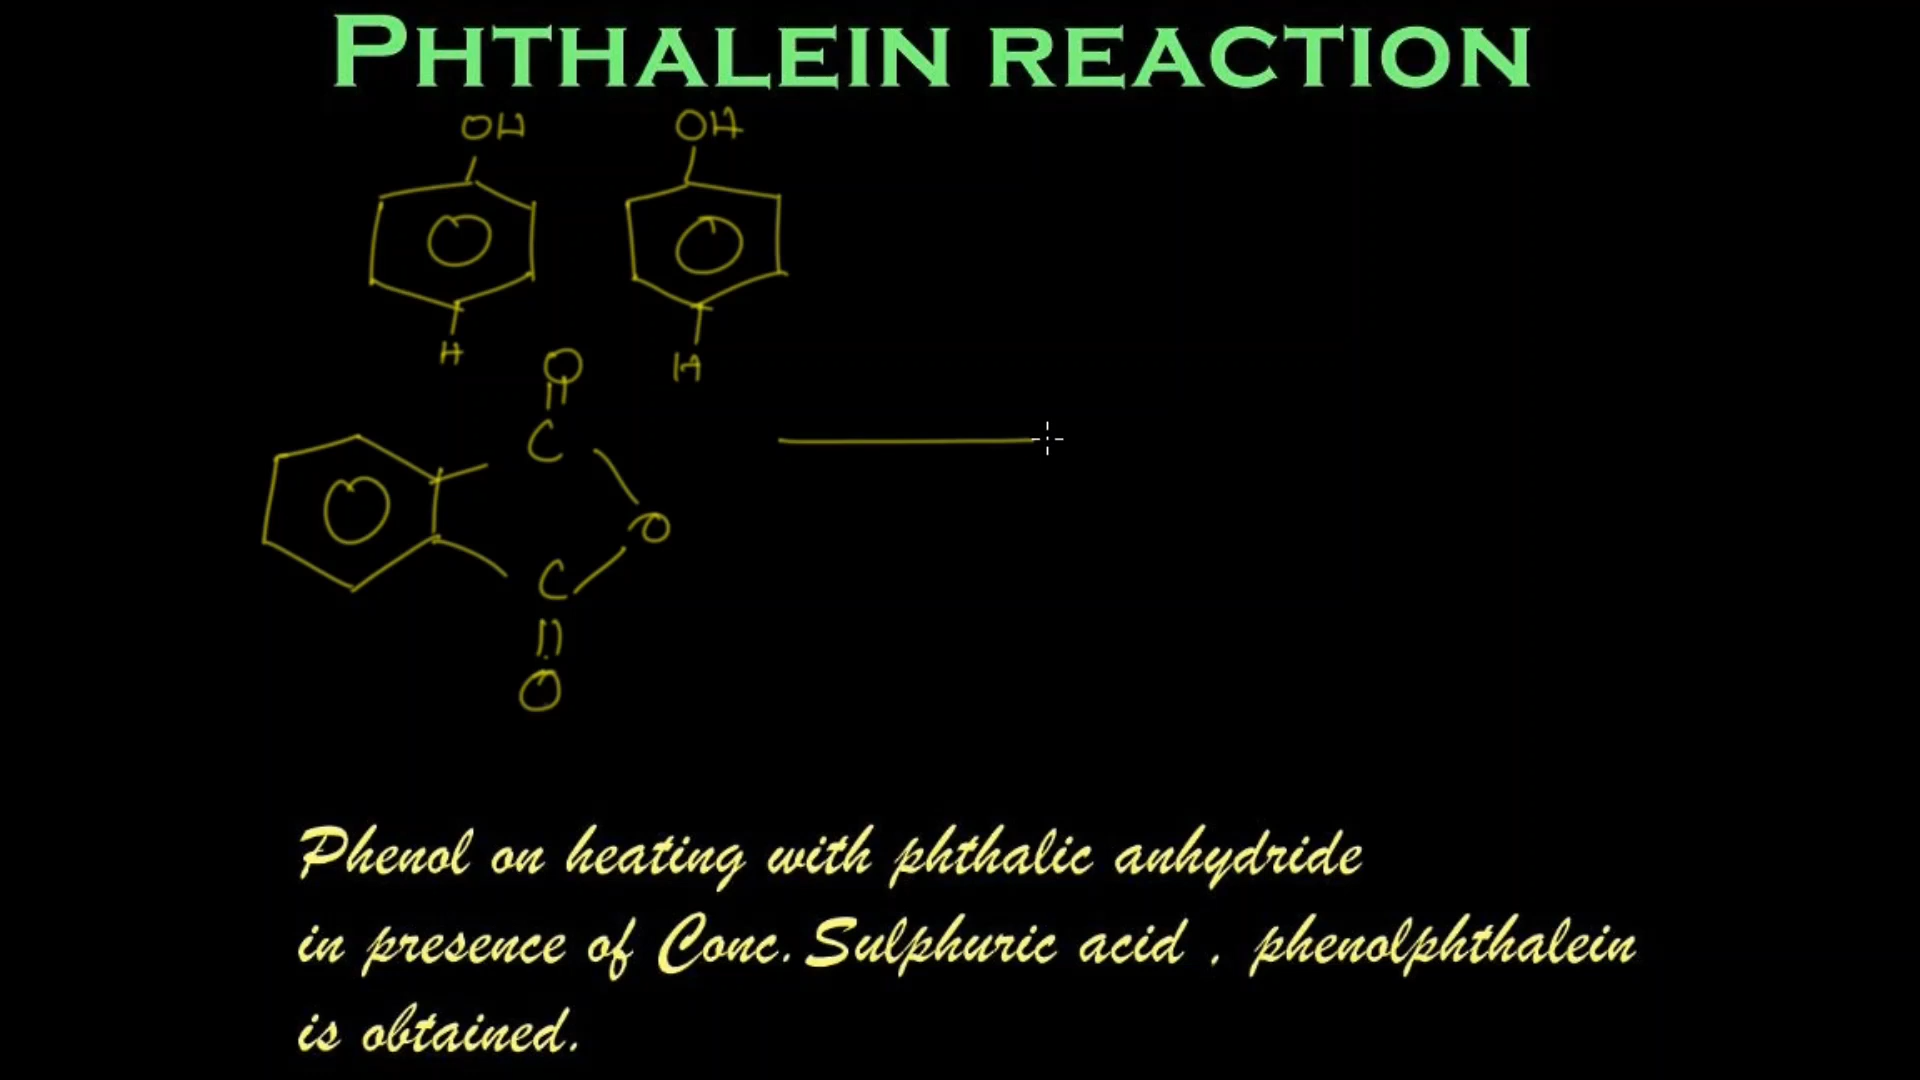 PHTHALEIN REACTION
OH OH
H H
O
C
O
C
O
Phenol on heating with phthalic anhydride
in presence of Conc. Sulphuric acid , phenolphthalein
is obtained.